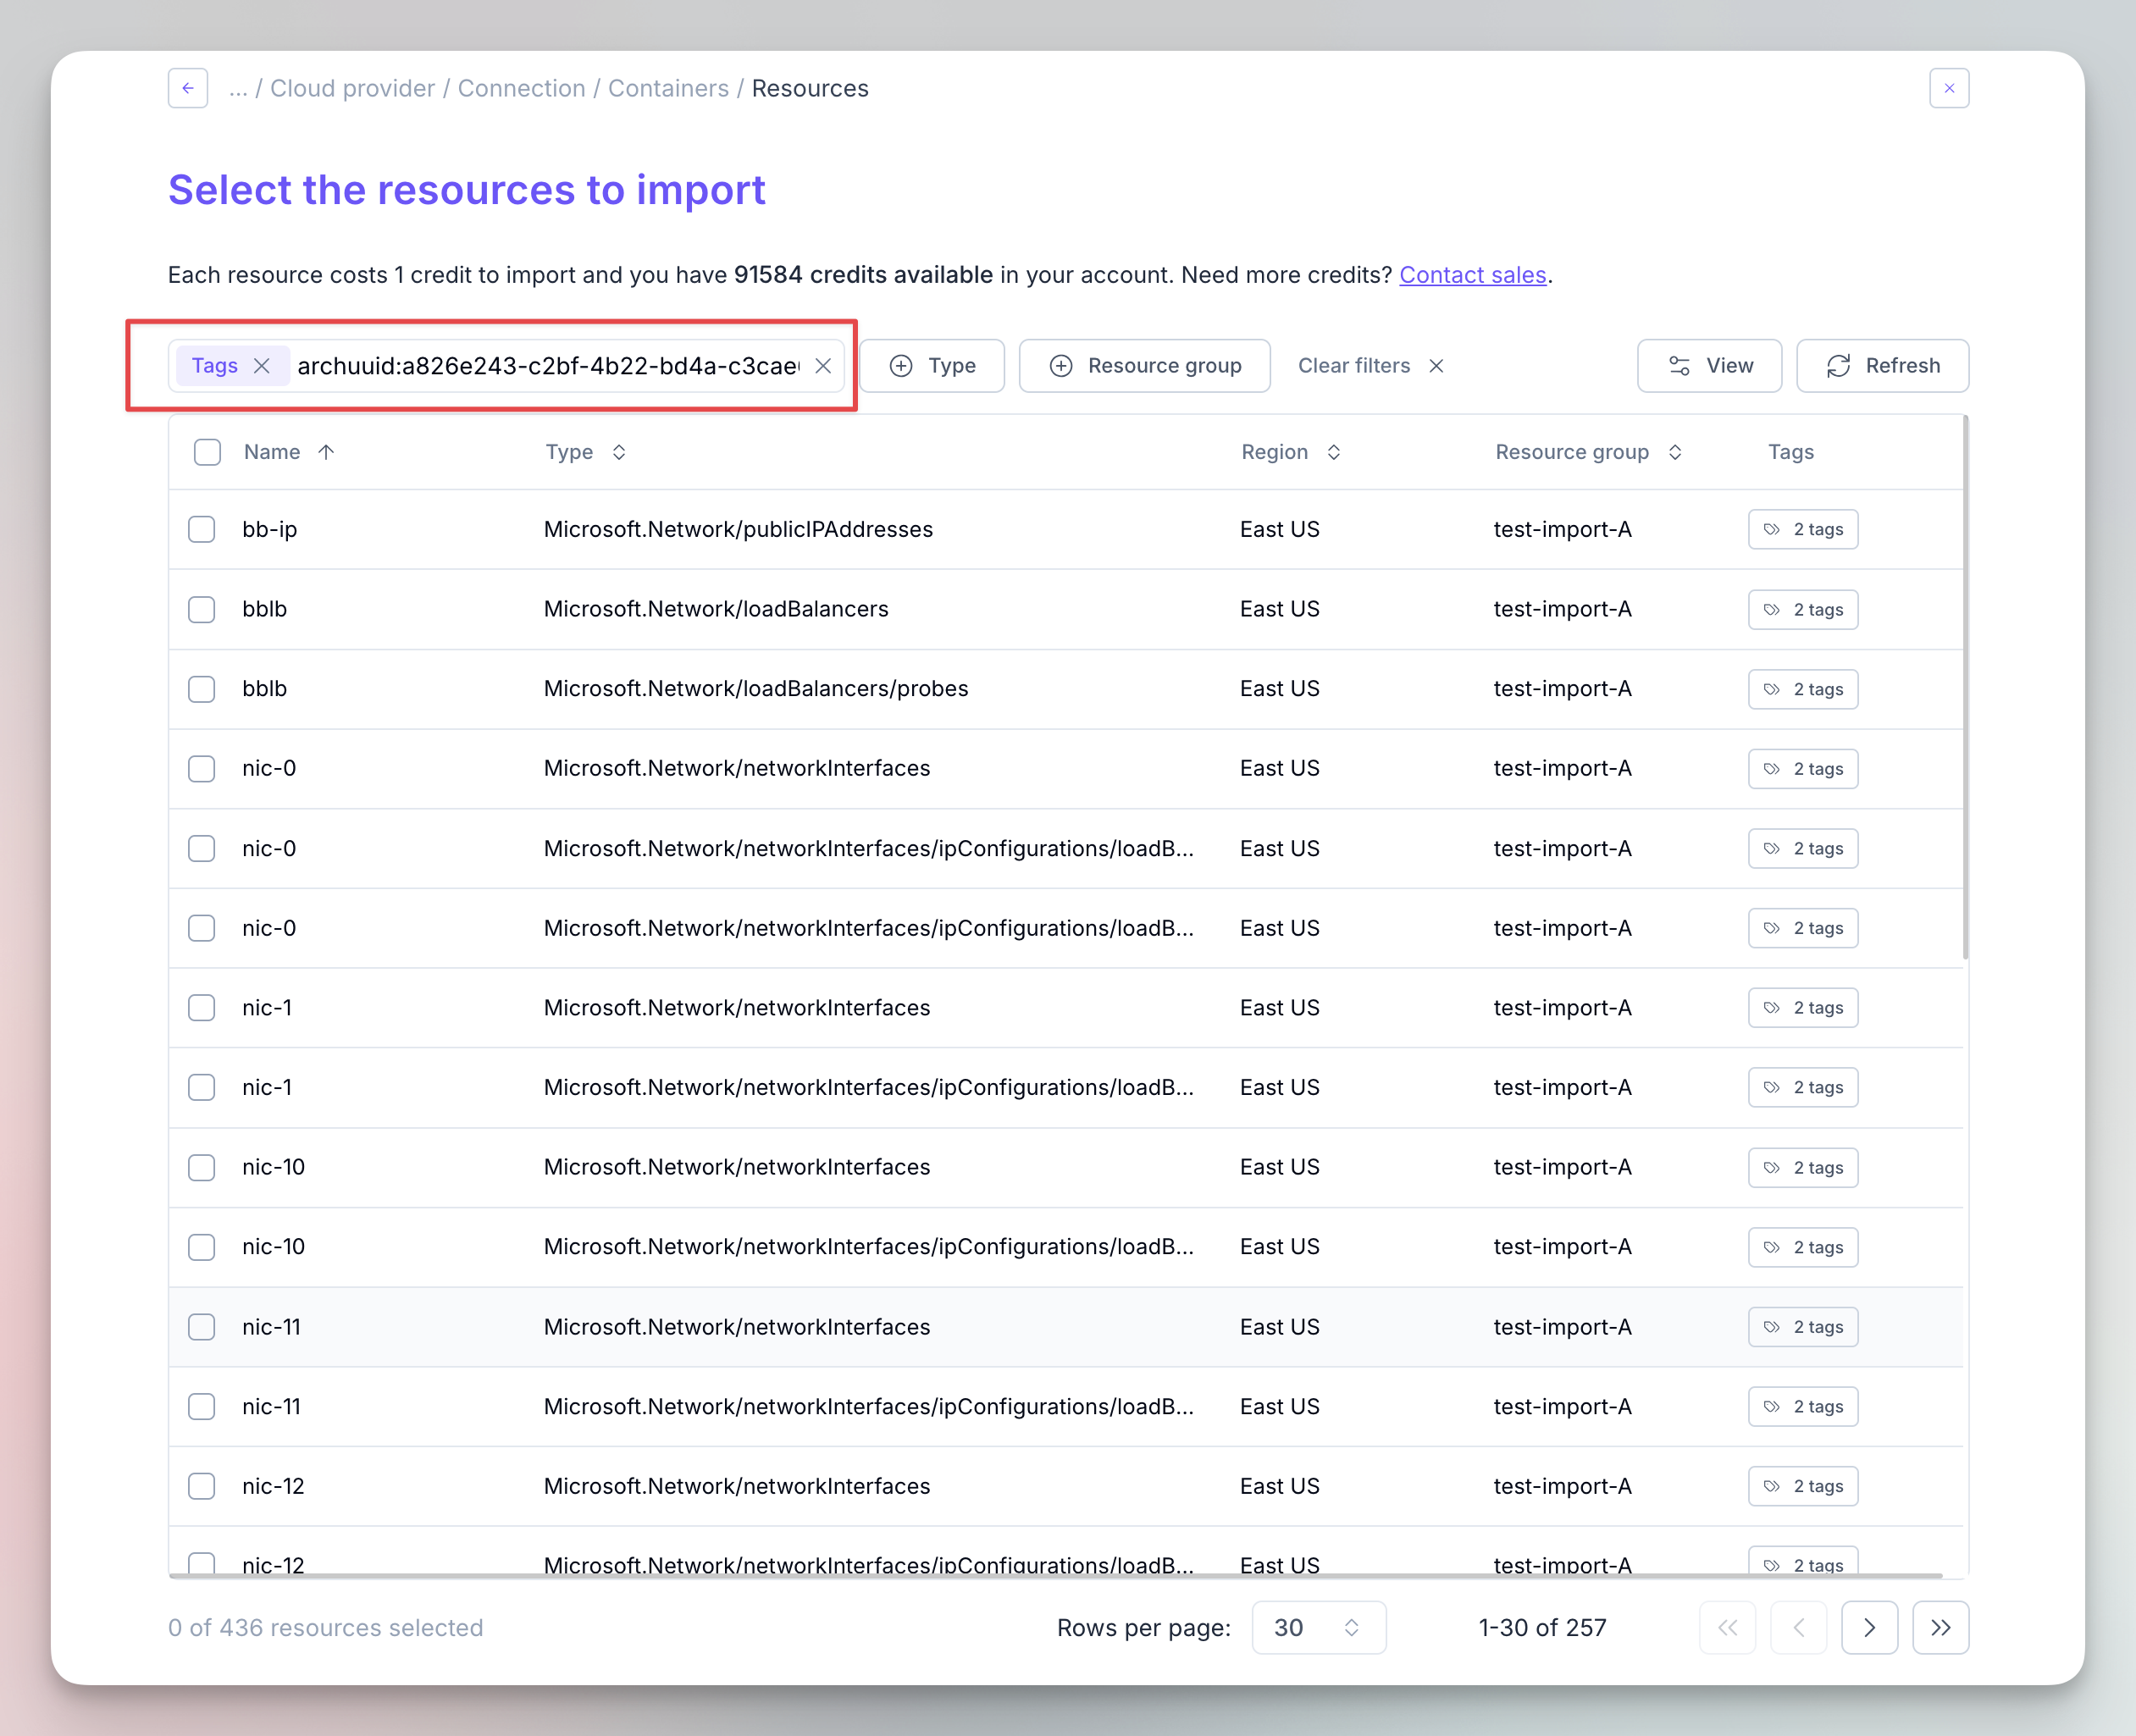 ... / Cloud provider / Connection / Containers / Resources
Select the resources to import
Each resource costs 1 credit to import and you have 91584 credits available in your account. Need more credits? Contact sales.
Tags archuuid:a826e243-c2bf-4b22-bd4a-c3cae Type Resource group Clear filters View Refresh
Name Type Region Resource group Tags
bb-ip Microsoft.Network/publicIPAddresses East US test-import-A 2 tags
bblb Microsoft.Network/loadBalancers East US test-import-A 2 tags
bblb Microsoft.Network/loadBalancers/probes East US test-import-A 2 tags
nic-0 Microsoft.Network/networkInterfaces East US test-import-A 2 tags
nic-0 Microsoft.Network/networkInterfaces/ipConfigurations/loadB... East US test-import-A 2 tags
nic-0 Microsoft.Network/networkInterfaces/ipConfigurations/loadB... East US test-import-A 2 tags
nic-1 Microsoft.Network/networkInterfaces East US test-import-A 2 tags
nic-1 Microsoft.Network/networkInterfaces/ipConfigurations/loadB... East US test-import-A 2 tags
nic-10 Microsoft.Network/networkInterfaces East US test-import-A 2 tags
nic-10 Microsoft.Network/networkInterfaces/ipConfigurations/loadB... East US test-import-A 2 tags
nic-11 Microsoft.Network/networkInterfaces East US test-import-A 2 tags
nic-11 Microsoft.Network/networkInterfaces/ipConfigurations/loadB... East US test-import-A 2 tags
nic-12 Microsoft.Network/networkInterfaces East US test-import-A 2 tags
nic-12 Microsoft.Network/networkInterfaces/ipConfigurations/loadB... East US test-import-A 2 tags
0 of 436 resources selected Rows per page: 30 1-30 of 257